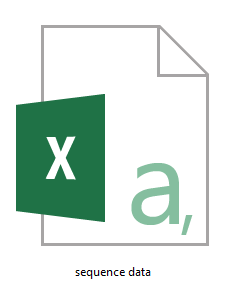 X
a,
sequence data